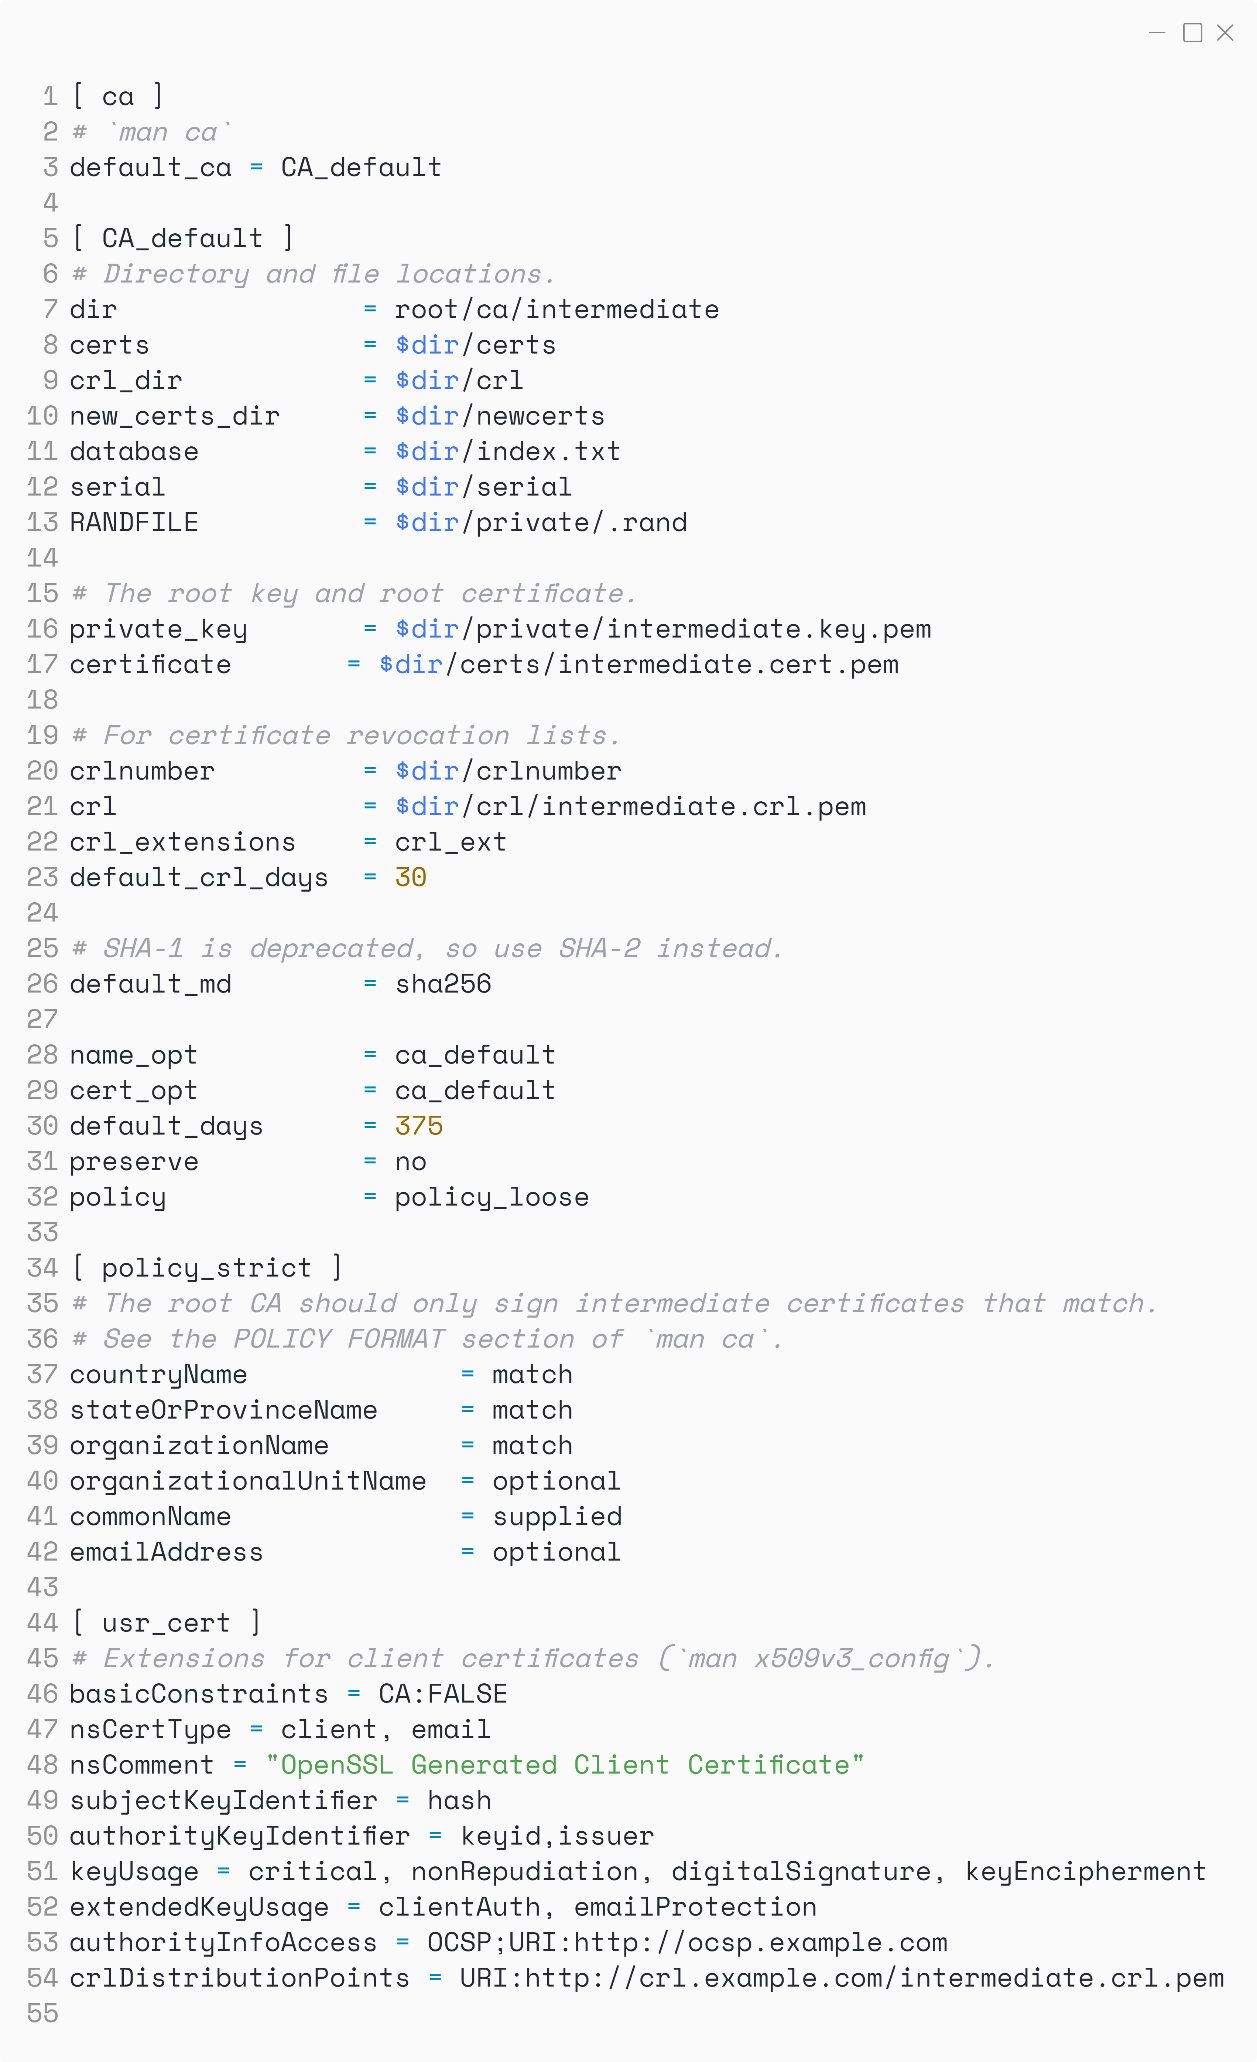 1 [ ca ]
2 # `man ca`
3 default_ca = CA_default
4
5 [ CA_default ]
6 # Directory and file locations.
7 dir               = root/ca/intermediate
8 certs             = $dir/certs
9 crl_dir           = $dir/crl
10 new_certs_dir     = $dir/newcerts
11 database          = $dir/index.txt
12 serial            = $dir/serial
13 RANDFILE          = $dir/private/.rand
14
15 # The root key and root certificate.
16 private_key       = $dir/private/intermediate.key.pem
17 certificate       = $dir/certs/intermediate.cert.pem
18
19 # For certificate revocation lists.
20 crlnumber         = $dir/crlnumber
21 crl               = $dir/crl/intermediate.crl.pem
22 crl_extensions    = crl_ext
23 default_crl_days  = 30
24
25 # SHA-1 is deprecated, so use SHA-2 instead.
26 default_md        = sha256
27
28 name_opt          = ca_default
29 cert_opt          = ca_default
30 default_days      = 375
31 preserve          = no
32 policy            = policy_loose
33
34 [ policy_strict ]
35 # The root CA should only sign intermediate certificates that match.
36 # See the POLICY FORMAT section of `man ca`.
37 countryName             = match
38 stateOrProvinceName     = match
39 organizationName        = match
40 organizationalUnitName  = optional
41 commonName              = supplied
42 emailAddress            = optional
43
44 [ usr_cert ]
45 # Extensions for client certificates (`man x509v3_config`).
46 basicConstraints = CA:FALSE
47 nsCertType = client, email
48 nsComment = "OpenSSL Generated Client Certificate"
49 subjectKeyIdentifier = hash
50 authorityKeyIdentifier = keyid,issuer
51 keyUsage = critical, nonRepudiation, digitalSignature, keyEncipherment
52 extendedKeyUsage = clientAuth, emailProtection
53 authorityInfoAccess = OCSP;URI:http://ocsp.example.com
54 crlDistributionPoints = URI:http://crl.example.com/intermediate.crl.pem
55